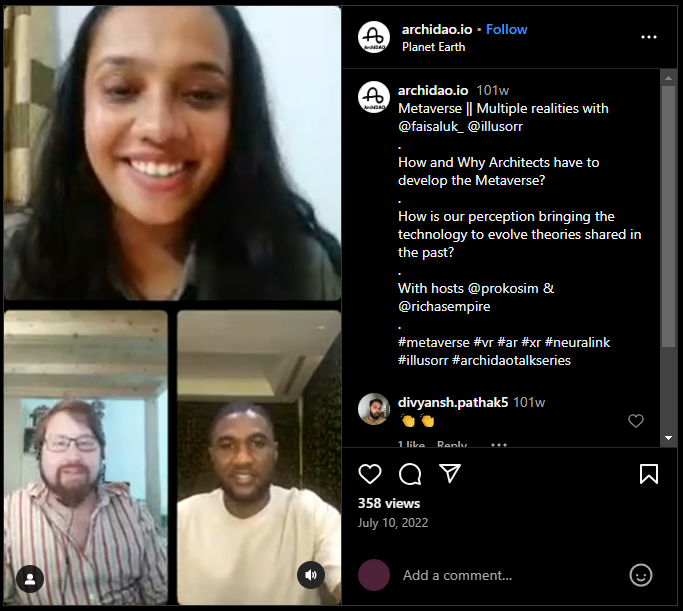 archidao.io • Follow
Planet Earth
archidao.io 101w
Metaverse || Multiple realities with
@faisaluk_ @illusorr
.
How and Why Architects have to
develop the Metaverse?
.
How is our perception bringing the
technology to evolve theories shared in
the past?
.
With hosts @prokosim &
@richasempire
.
#metaverse #vr #ar #xr #neuralink
#illusorr #archidaotalkseries
divyansh.pathak5 101w
👏👏
1 like Reply
358 views
July 10, 2022
Add a comment...